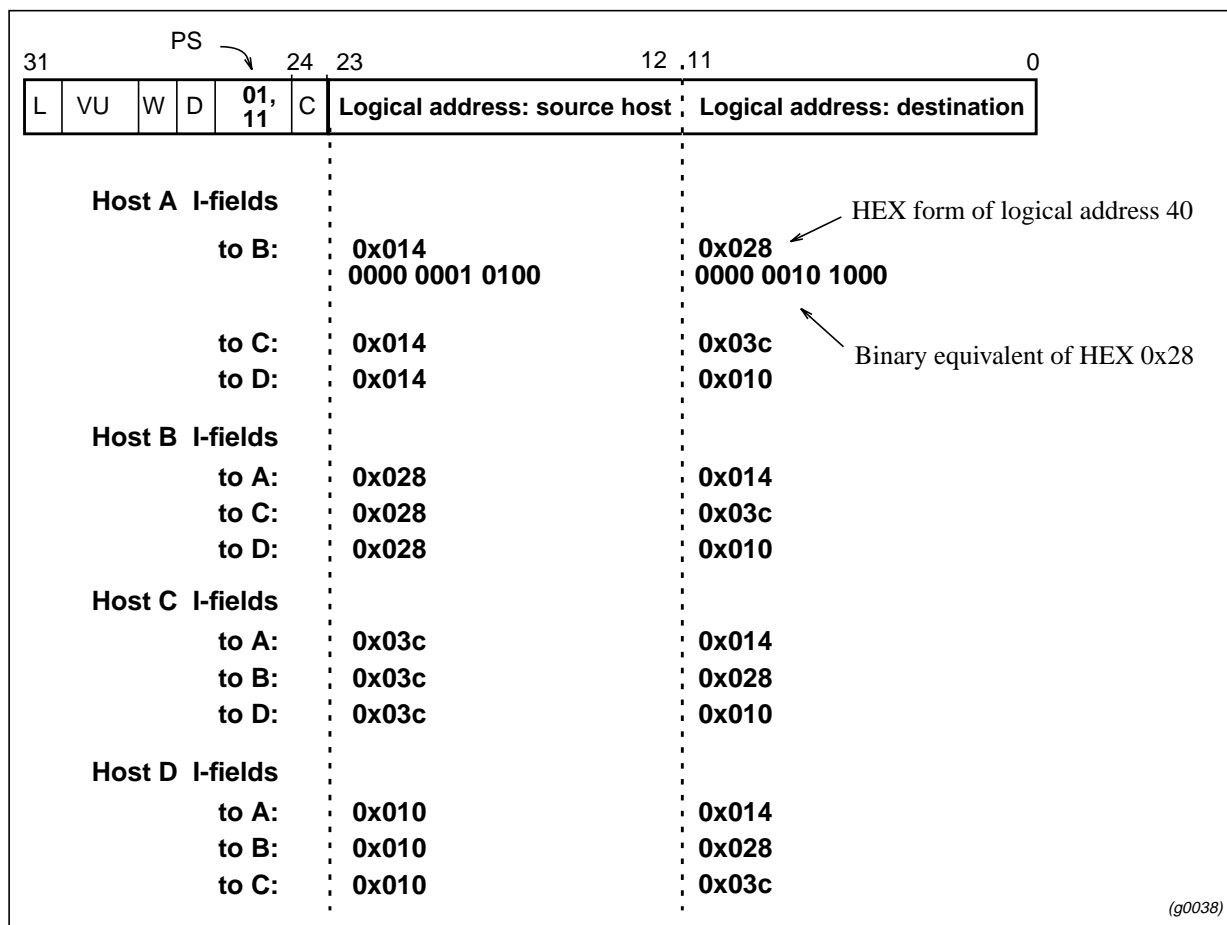 PS
31 24 23 12 11 0
L VU W D 01, 11 C Logical address: source host Logical address: destination
Host A I-fields
HEX form of logical address 40
to B: 0x014 0x028
0000 0001 0100 0000 0010 1000
to C: 0x014 0x03c
Binary equivalent of HEX 0x28
to D: 0x014 0x010
Host B I-fields
to A: 0x028 0x014
to C: 0x028 0x03c
to D: 0x028 0x010
Host C I-fields
to A: 0x03c 0x014
to B: 0x03c 0x028
to D: 0x03c 0x010
Host D I-fields
to A: 0x010 0x014
to B: 0x010 0x028
to C: 0x010 0x03c
(g0038)